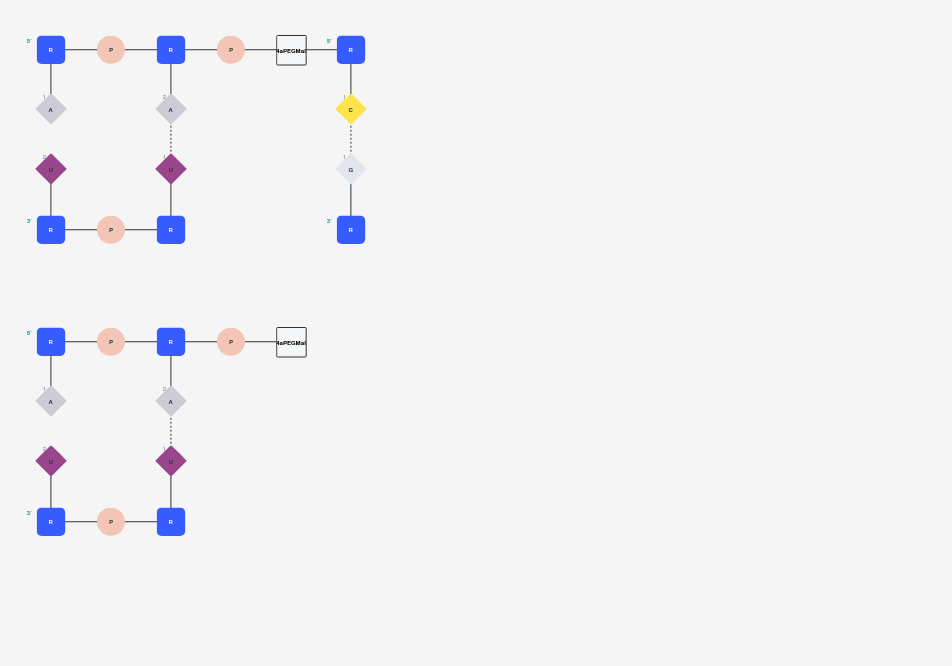 5' R P R P 4aPEGMal 5' R
1 A 2 A 1 C
2 U 1 U 1 G
3' R P R 3' R
5' R P R P 4aPEGMal
1 A 2 A
2 U 1 U
3' R P R